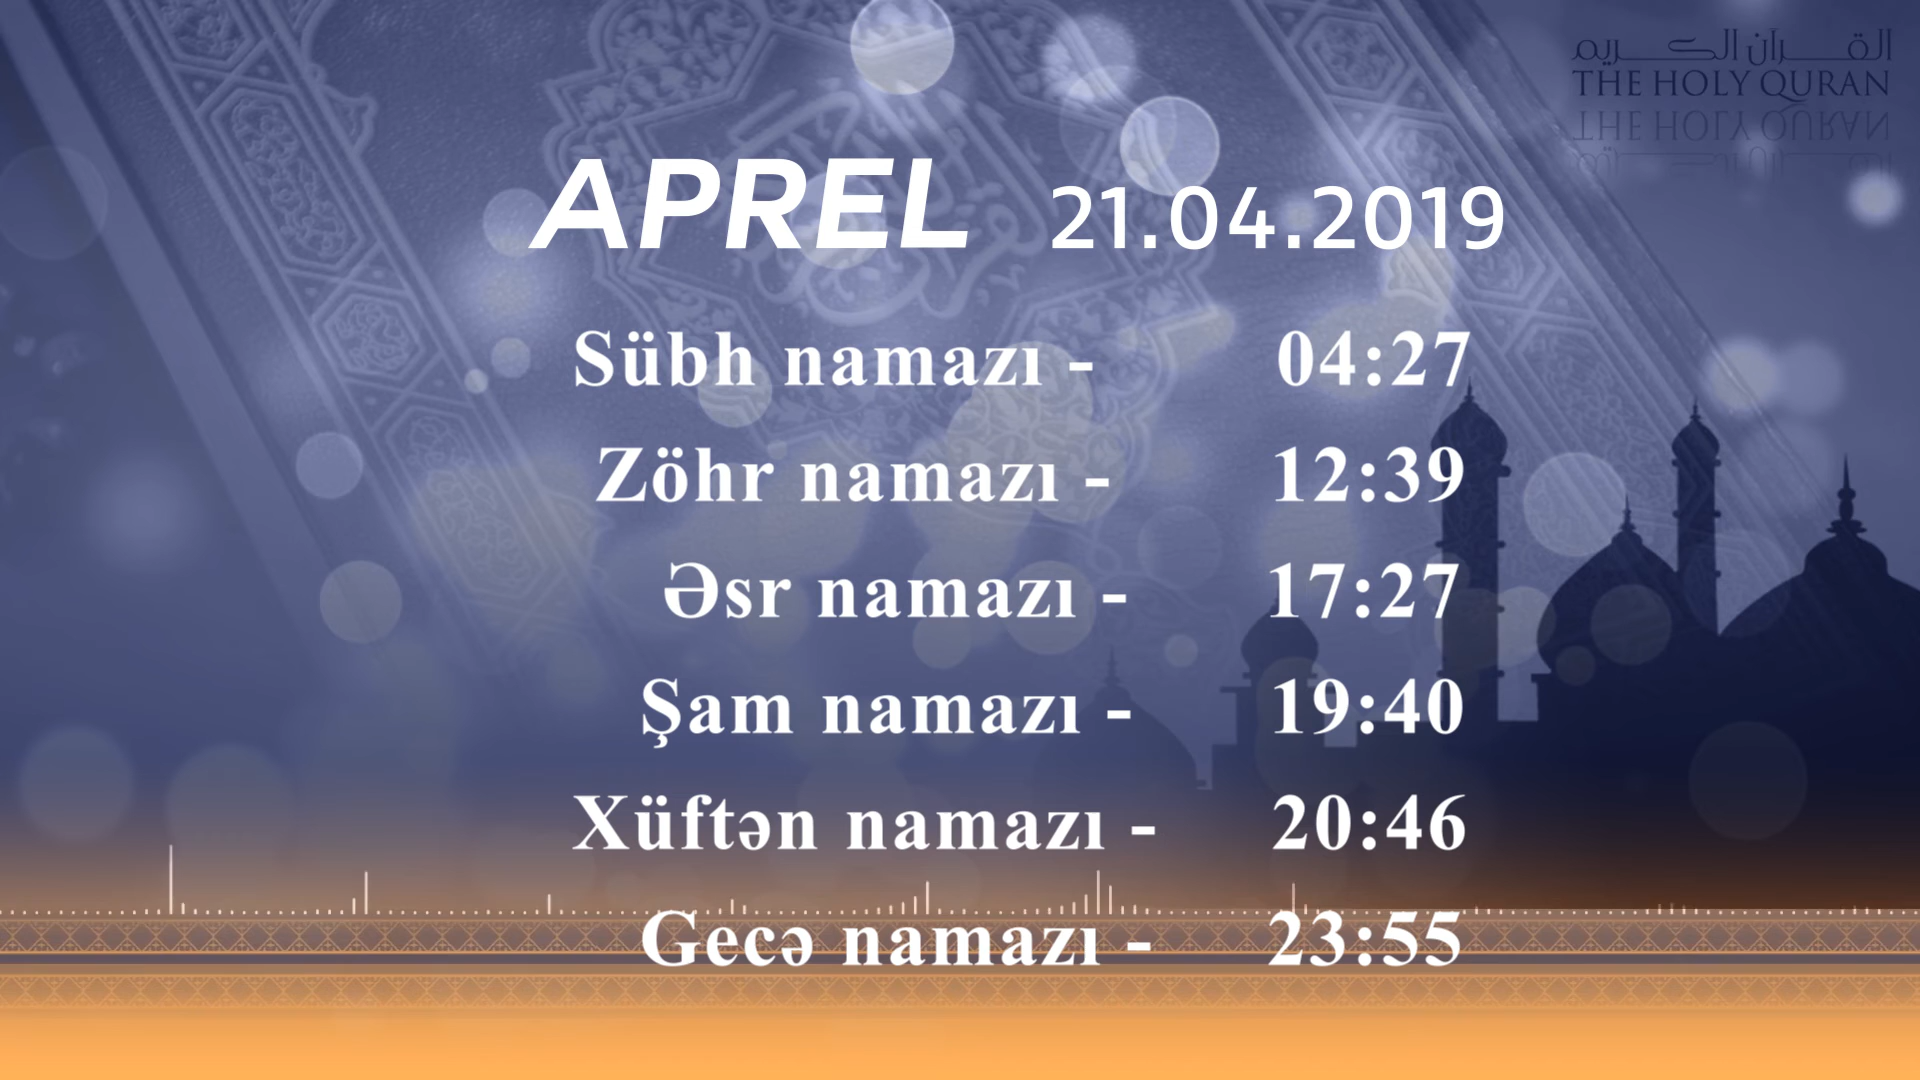 القرآن الكريم
THE HOLY QURAN
APREL 21.04.2019
Sübh namazı - 04:27
Zöhr namazı - 12:39
Əsr namazı - 17:27
Şam namazı - 19:40
Xüftən namazı - 20:46
Gecə namazı - 23:55